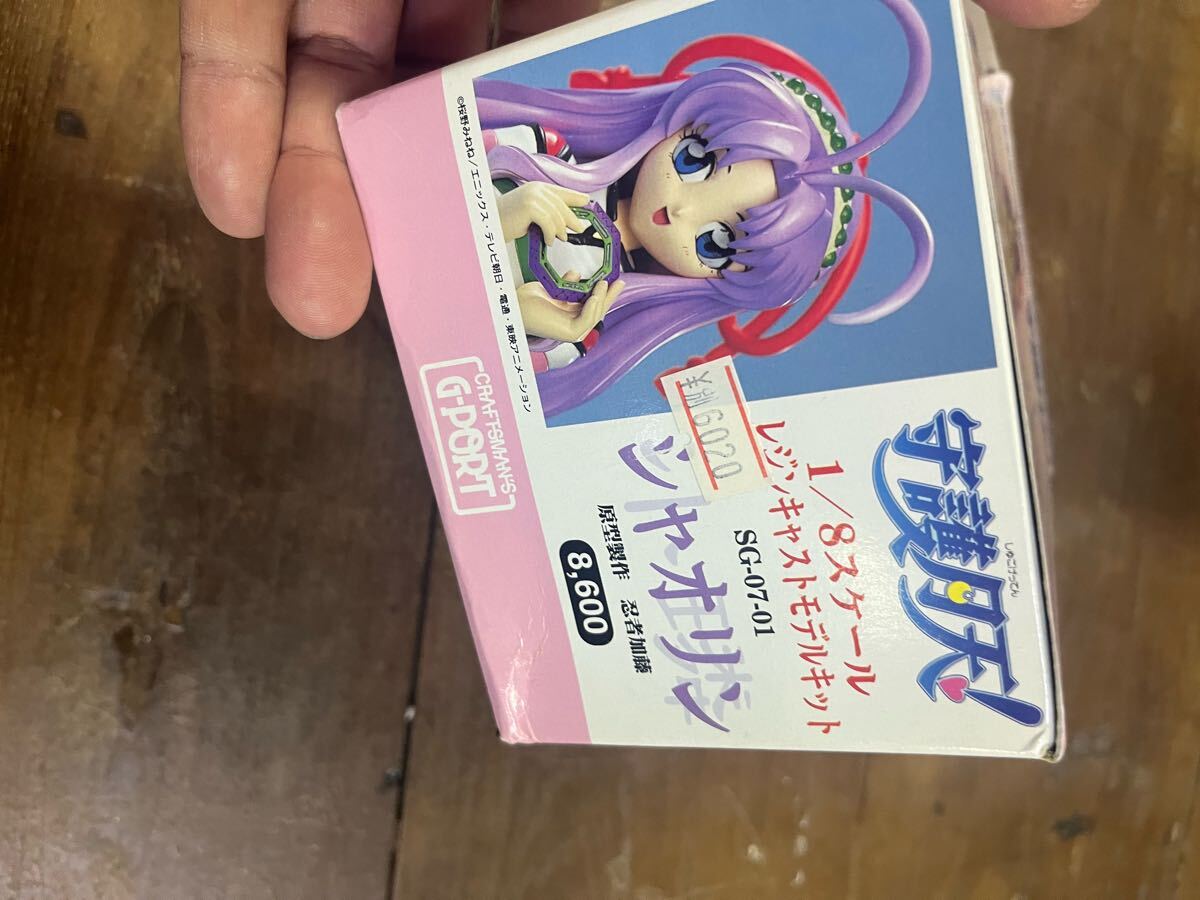 しゅごげってん
守護月天!
1/8スケール
レジンキャストモデルキット
SG-07-01
¥6020
シャオリン
原型製作 忍者加藤
8,600
©桜野みねね/エニックス・テレビ朝日・電通・東映アニメーション
CRAFTSMAN'S
G-PORT